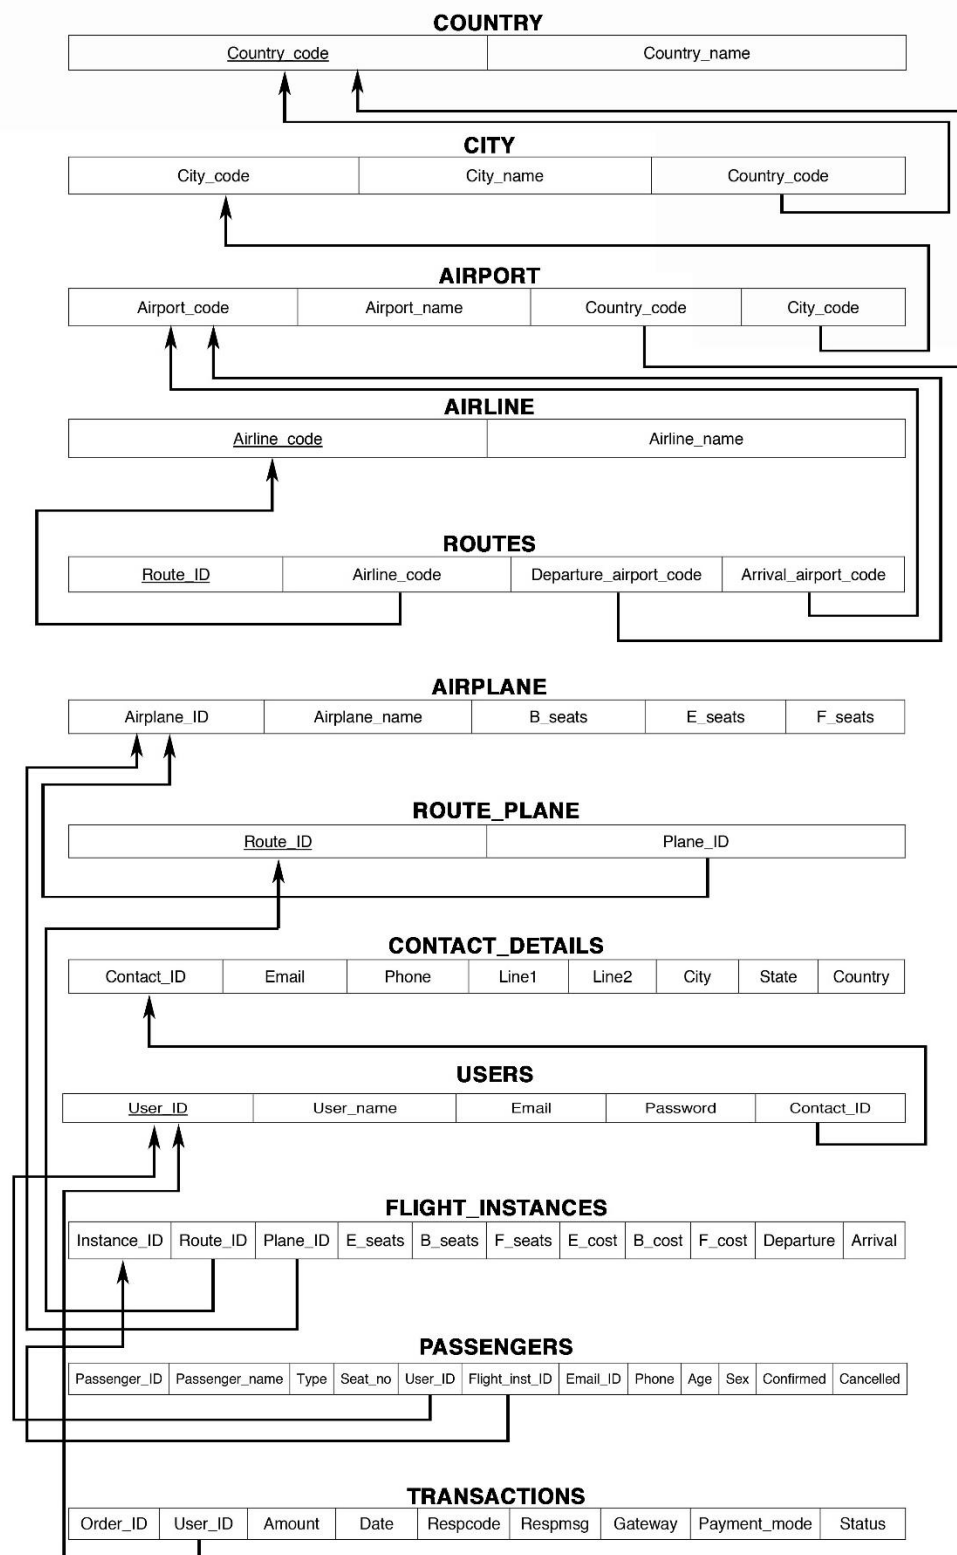 COUNTRY
Country_code Country_name
CITY
City_code City_name Country_code
AIRPORT
Airport_code Airport_name Country_code City_code
AIRLINE
Airline_code Airline_name
ROUTES
Route_ID Airline_code Departure_airport_code Arrival_airport_code
AIRPLANE
Airplane_ID Airplane_name B_seats E_seats F_seats
ROUTE_PLANE
Route_ID Plane_ID
CONTACT_DETAILS
Contact_ID Email Phone Line1 Line2 City State Country
USERS
User_ID User_name Email Password Contact_ID
FLIGHT_INSTANCES
Instance_ID Route_ID Plane_ID E_seats B_seats F_seats E_cost B_cost F_cost Departure Arrival
PASSENGERS
Passenger_ID Passenger_name Type Seat_no User_ID Flight_inst_ID Email_ID Phone Age Sex Confirmed Cancelled
TRANSACTIONS
Order_ID User_ID Amount Date Respcode Respmsg Gateway Payment_mode Status